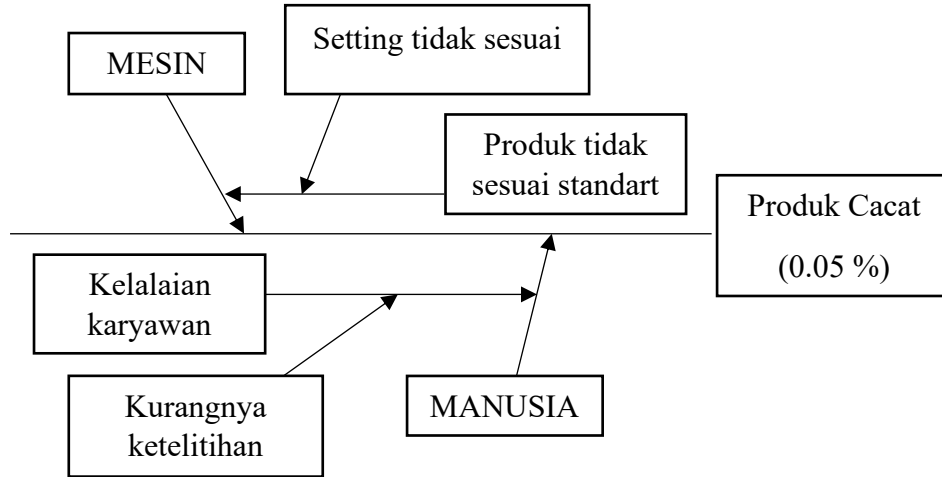 MESIN
Setting tidak sesuai
Produk tidak
sesuai standart
Produk Cacat
(0.05 %)
Kelalaian
karyawan
Kurangnya
ketelitihan
MANUSIA